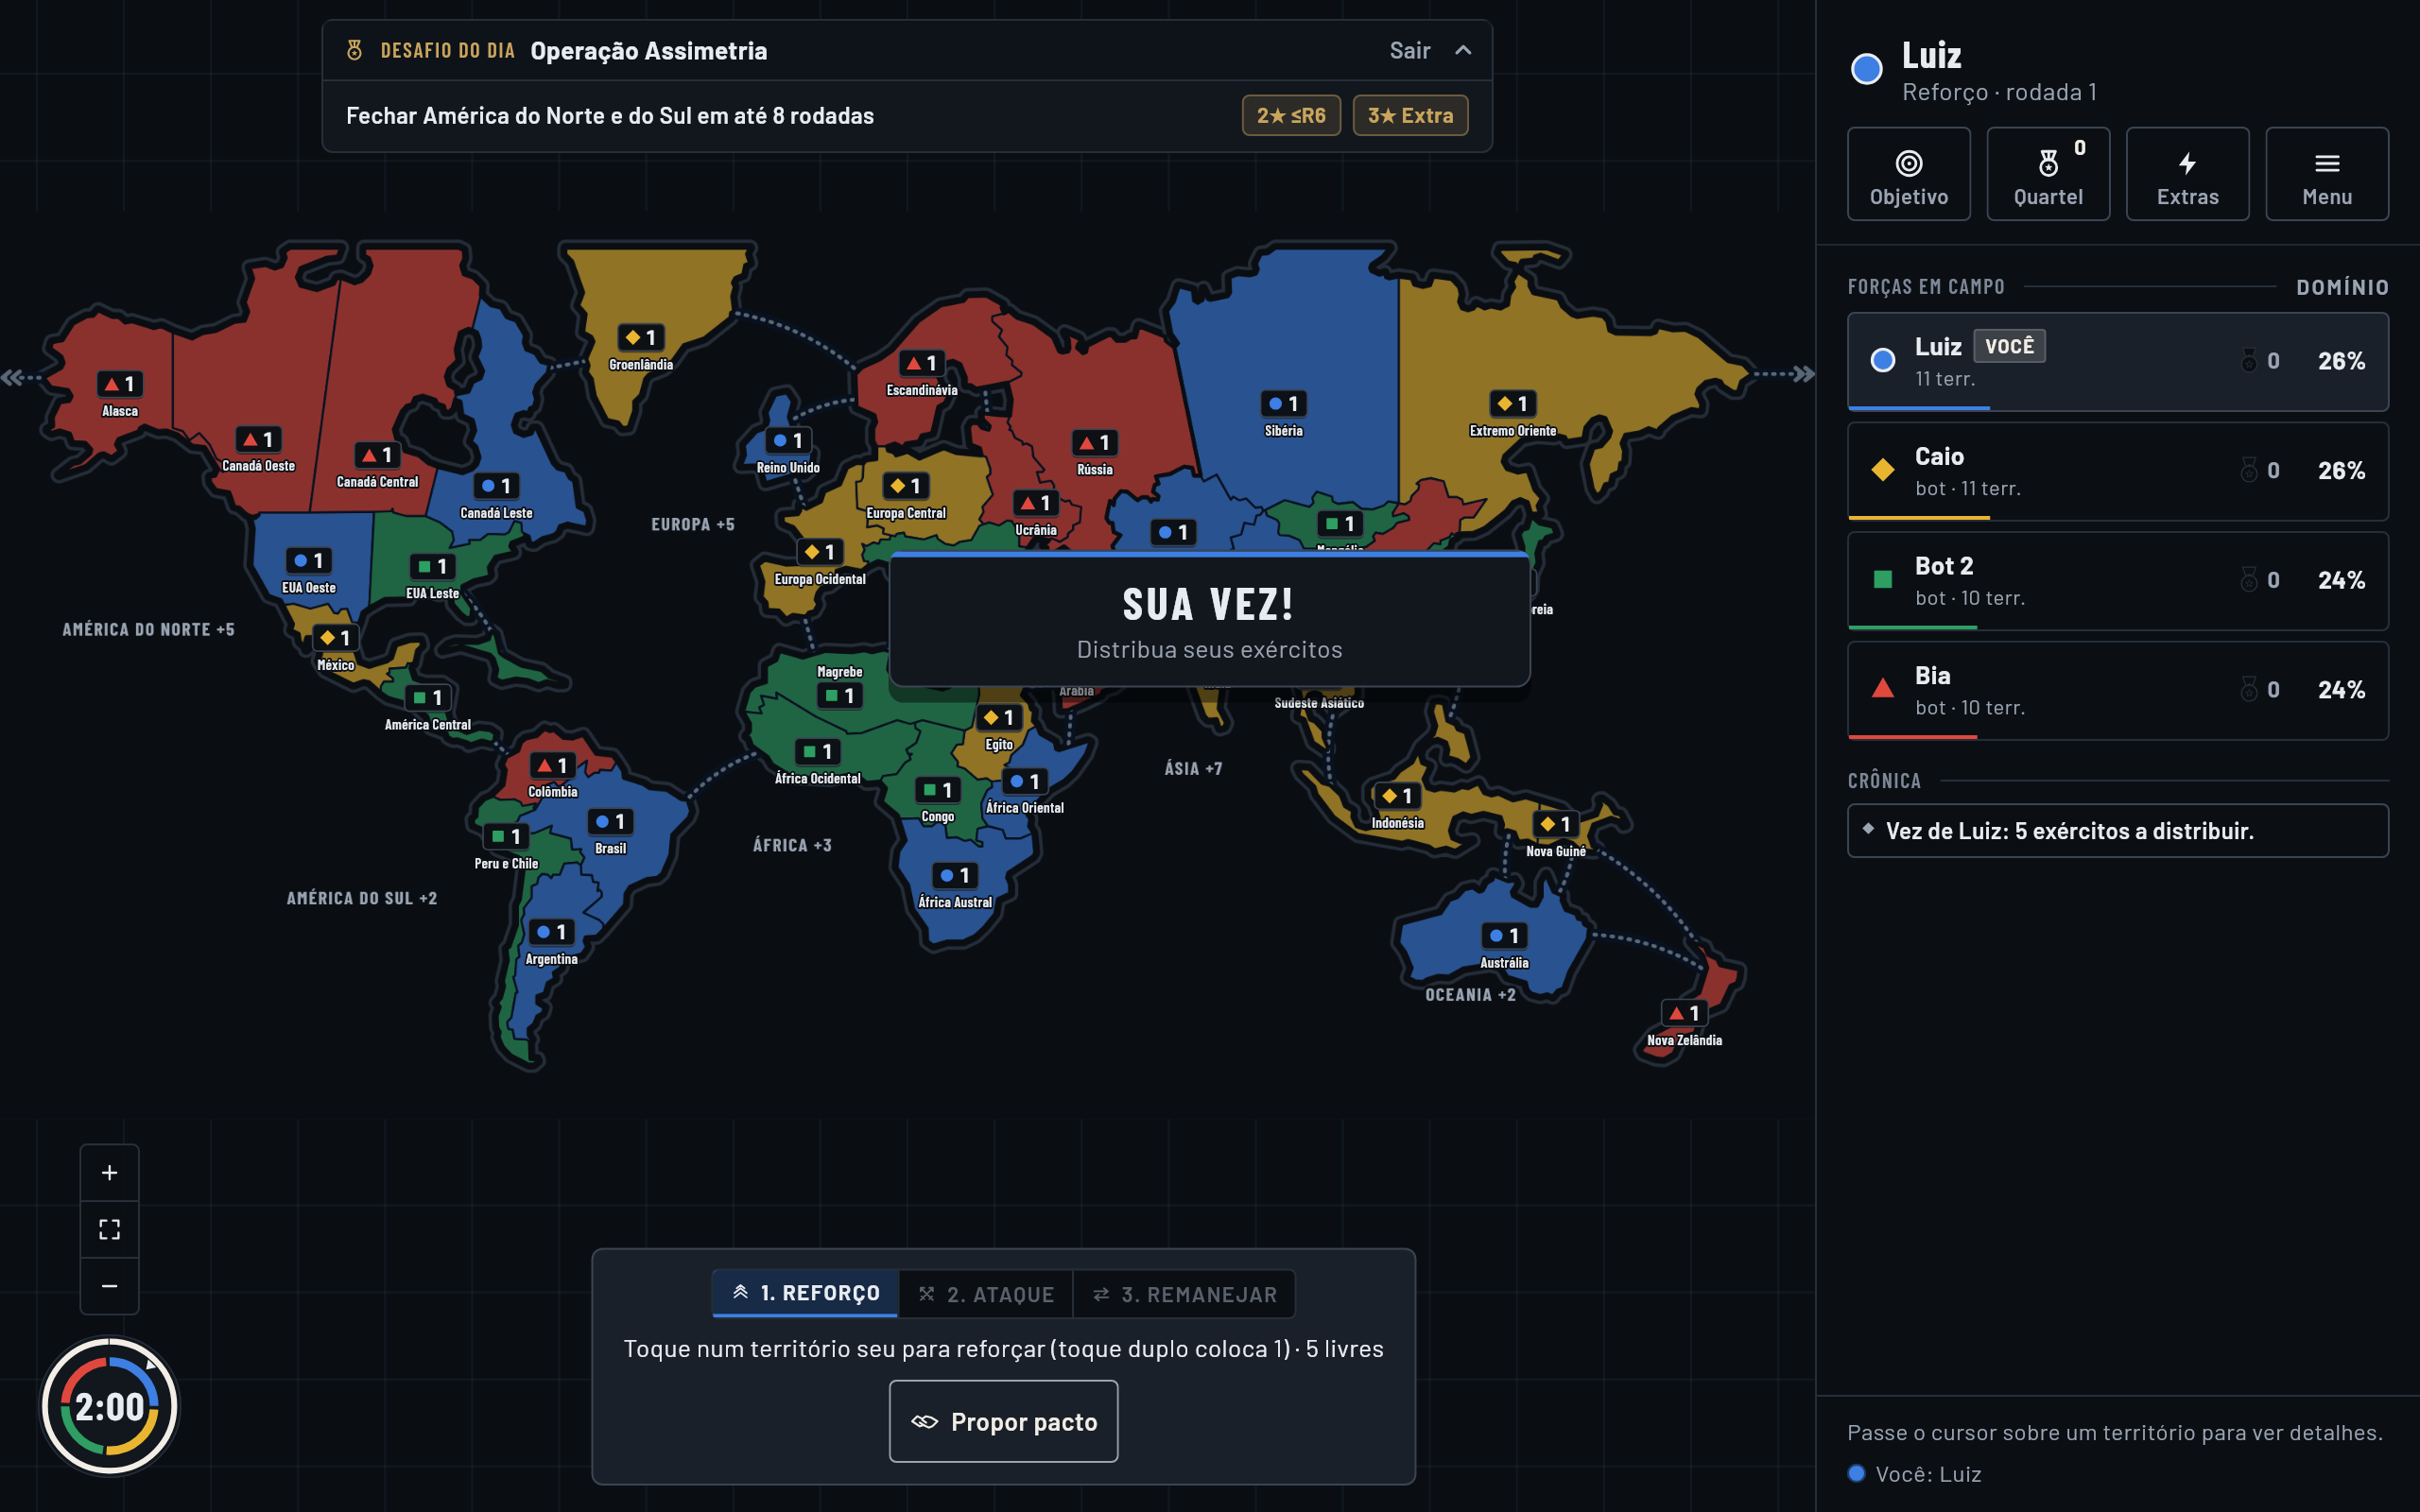 DESAFIO DO DIA Operação Assimetria Sair
Fechar América do Norte e do Sul em até 8 rodadas 2★ ≤R6 3★ Extra
Luiz
Reforço · rodada 1
Objetivo
0
Quartel
Extras
Menu
FORÇAS EM CAMPO DOMÍNIO
Luiz VOCÊ 0 26%
11 terr.
Caio 0 26%
bot · 11 terr.
Bot 2 0 24%
bot · 10 terr.
Bia 0 24%
bot · 10 terr.
CRÔNICA
Vez de Luiz: 5 exércitos a distribuir.
1
Alasca
1
Canadá Oeste
1
Canadá Central
1
Canadá Leste
1
Groenlândia
1
EUA Oeste
1
EUA Leste
1
México
1
América Central
AMÉRICA DO NORTE +5
1
Colômbia
1
Peru e Chile
1
Brasil
1
Argentina
AMÉRICA DO SUL +2
1
Reino Unido
1
Escandinávia
1
Europa Central
1
Europa Ocidental
1
Ucrânia
1
Rússia
EUROPA +5
1
Sibéria
1
Extremo Oriente
1
1
SUA VEZ!
Distribua seus exércitos
Sudeste Asiático
Arábia
ÁSIA +7
Magrebe
1
1
África Ocidental
1
Egito
1
Congo
1
África Oriental
1
África Austral
ÁFRICA +3
1
Indonésia
1
Nova Guiné
1
Austrália
OCEANIA +2
1
Nova Zelândia
+
−
2:00
1. REFORÇO 2. ATAQUE 3. REMANEJAR
Toque num território seu para reforçar (toque duplo coloca 1) · 5 livres
Propor pacto
Passe o cursor sobre um território para ver detalhes.
Você: Luiz